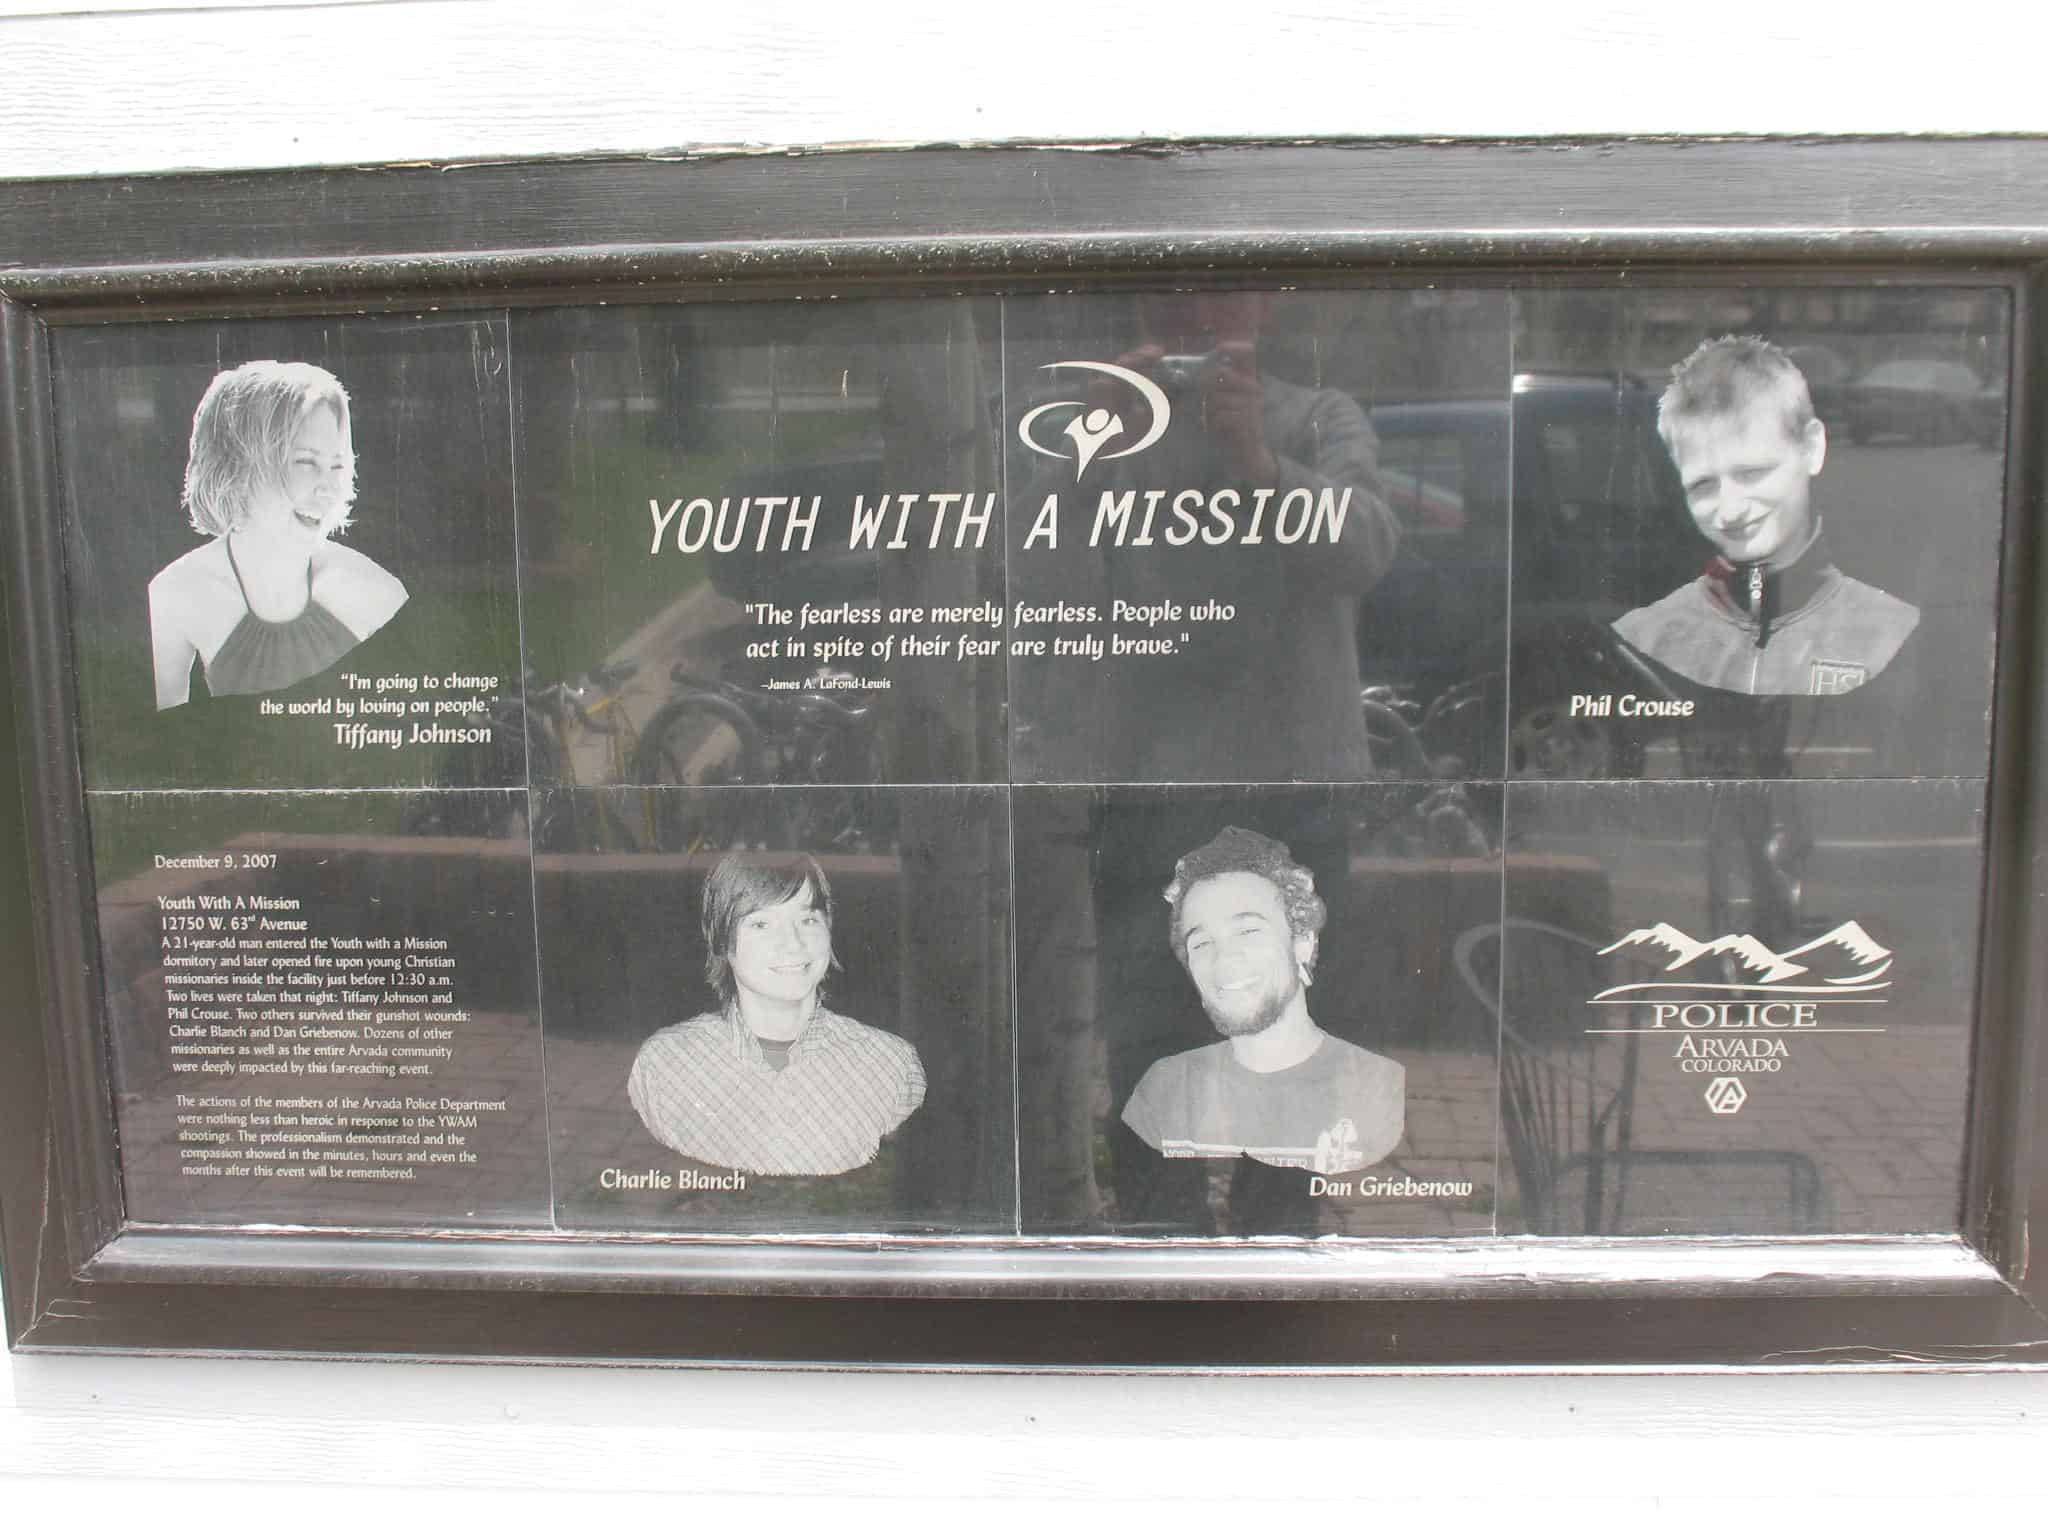 YOUTH WITH A MISSION
"The fearless are merely fearless. People who
act in spite of their fear are truly brave."
–James A. LaFond-Lewis
"I'm going to change
the world by loving on people."
Tiffany Johnson
Phil Crouse
HS
December 9, 2007
Youth With A Mission
12750 W. 63rd Avenue
A 21-year-old man entered the Youth with a Mission
dormitory and later opened fire upon young Christian
missionaries inside the facility just before 12:30 a.m.
Two lives were taken that night: Tiffany Johnson and
Phil Crouse. Two others survived their gunshot wounds:
Charlie Blanch and Dan Griebenow. Dozens of other
missionaries as well as the entire Arvada community
were deeply impacted by this far-reaching event.
The actions of the members of the Arvada Police Department
were nothing less than heroic in response to the YWAM
shootings. The professionalism demonstrated and the
compassion showed in the minutes, hours and even the
months after this event will be remembered.
Charlie Blanch
Dan Griebenow
POLICE
ARVADA
COLORADO